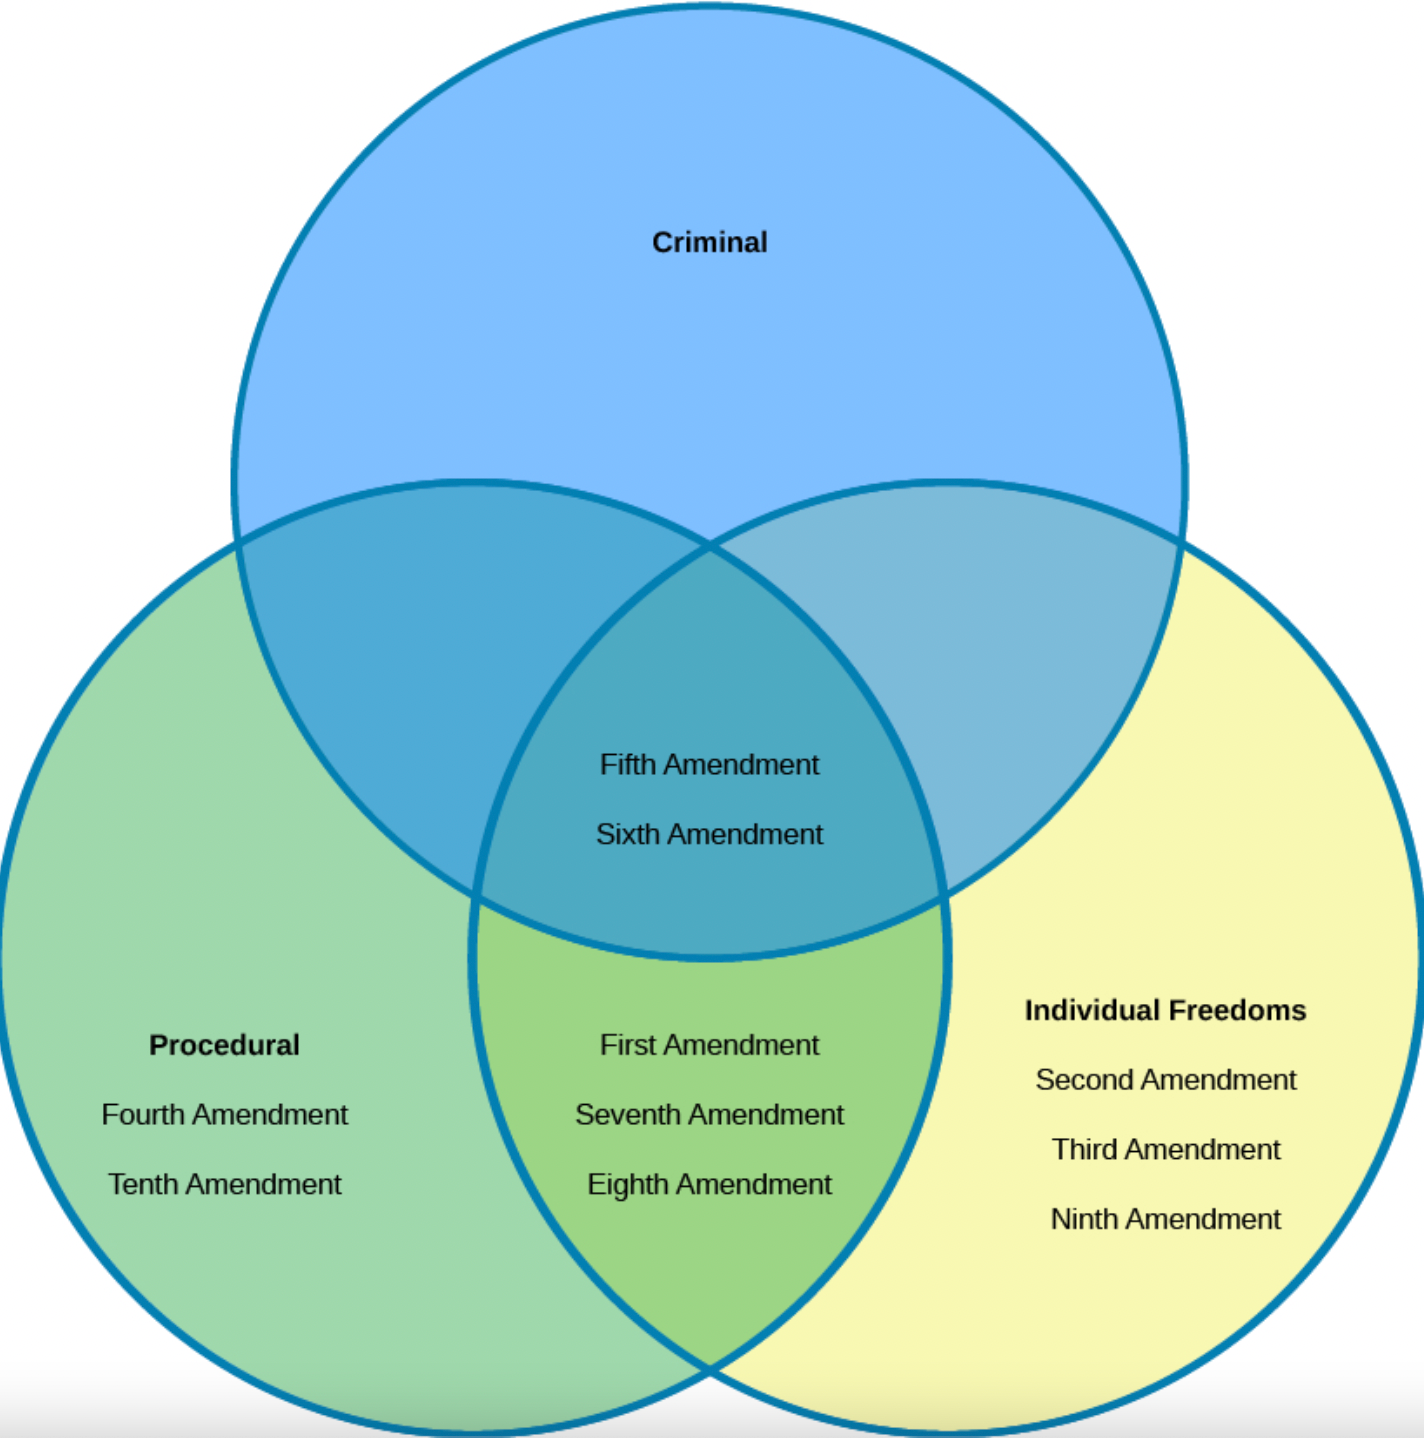 Criminal
Fifth Amendment
Sixth Amendment
Procedural
Fourth Amendment
Tenth Amendment
First Amendment
Seventh Amendment
Eighth Amendment
Individual Freedoms
Second Amendment
Third Amendment
Ninth Amendment